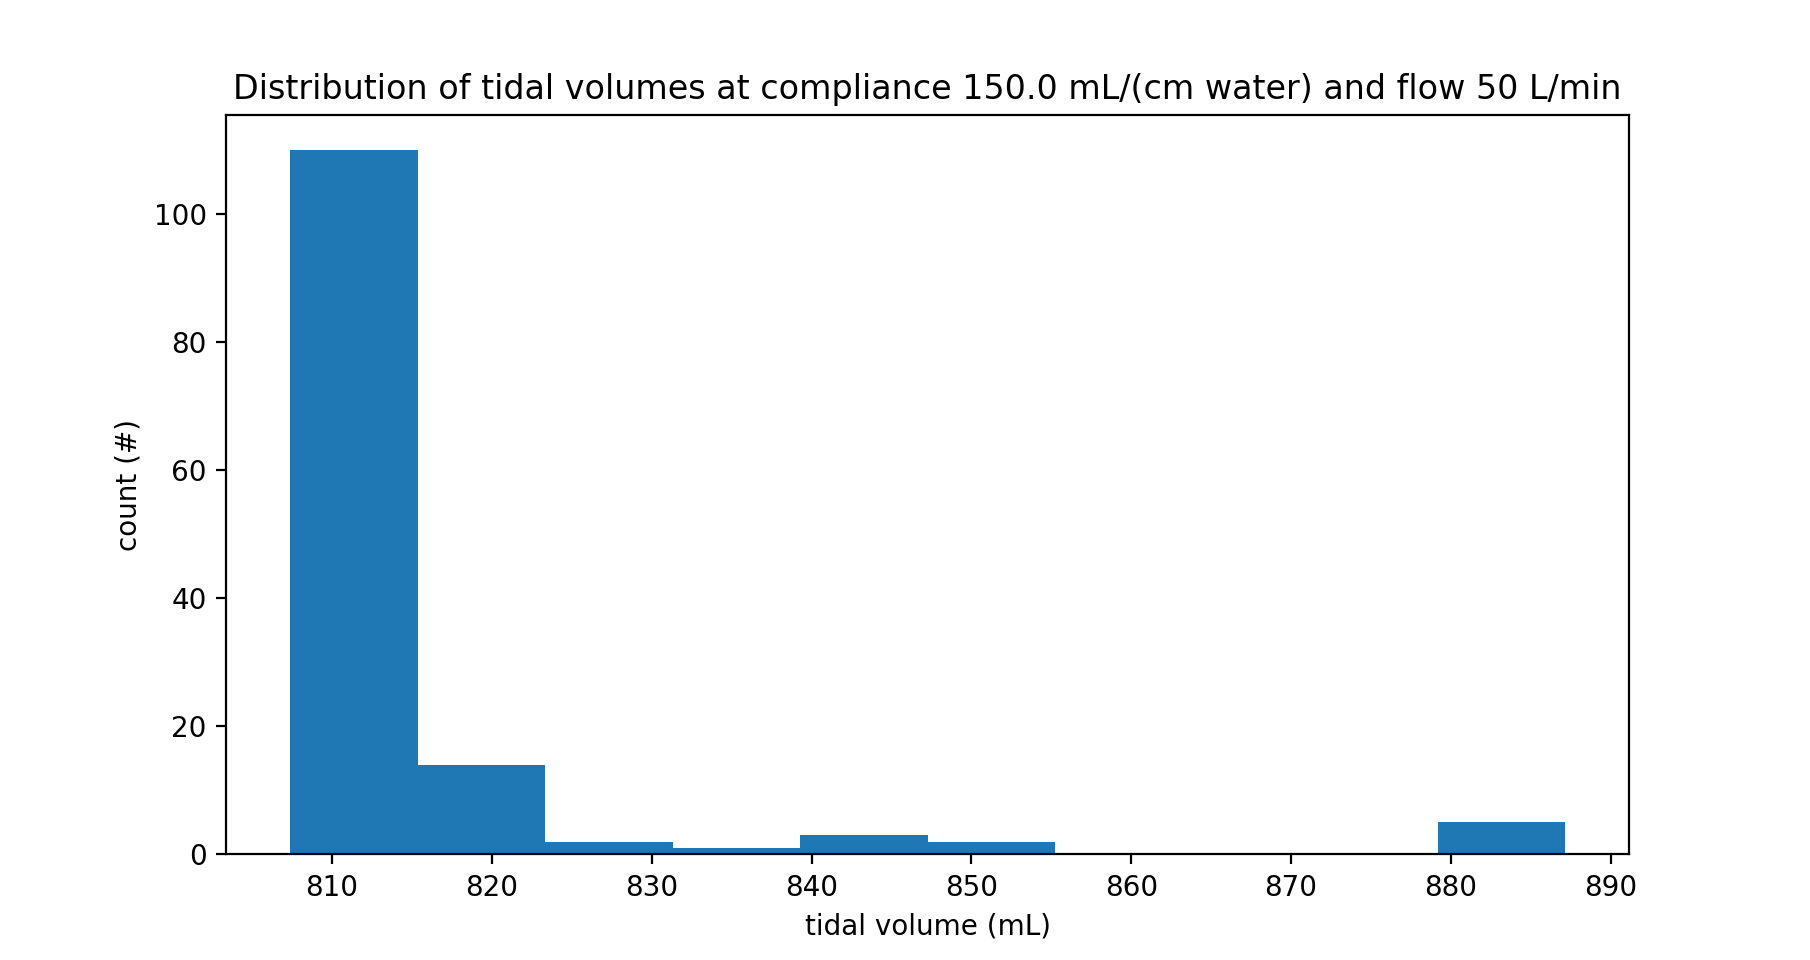 Distribution of tidal volumes at compliance 150.0 mL/(cm water) and flow 50 L/min
100
80
60
40
20
0
count (#)
810 820 830 840 850 860 870 880 890
tidal volume (mL)